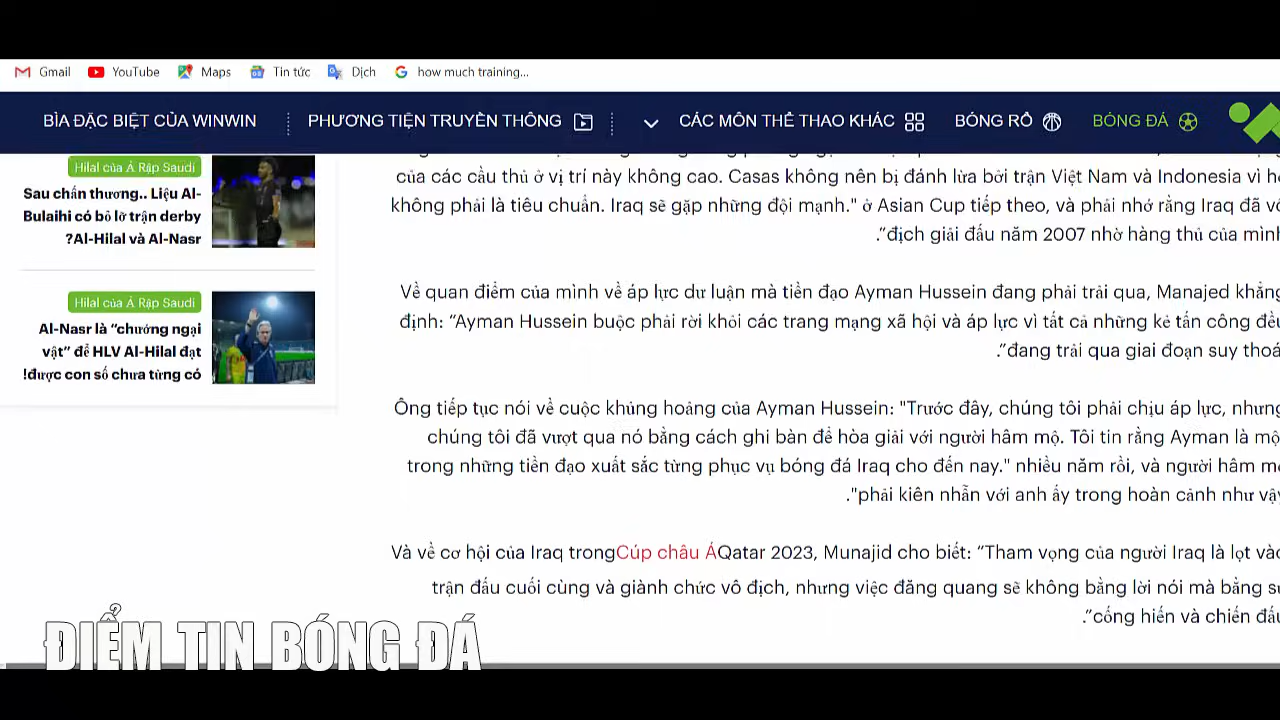 Gmail YouTube Maps Tin tức Dịch how much training...
BÌA ĐẶC BIỆT CỦA WINWIN PHƯƠNG TIỆN TRUYỀN THÔNG CÁC MÔN THỂ THAO KHÁC BÓNG RỔ BÓNG ĐÁ
Hilal của Ả Rập Saudi
Sau chấn thương.. Liệu Al-
Bulaihi có bỏ lỡ trận derby
?Al-Hilal và Al-Nasr
Hilal của Ả Rập Saudi
Al-Nasr là “chướng ngại
vật” để HLV Al-Hilal đạt
!được con số chưa từng có
của các cầu thủ ở vị trí này không cao. Casas không nên bị đánh lừa bởi trận Việt Nam và Indonesia vì
không phải là tiêu chuẩn. Iraq sẽ gặp những đội mạnh." ở Asian Cup tiếp theo, và phải nhớ rằng Iraq đã
.”địch giải đấu năm 2007 nhờ hàng thủ của mình
Về quan điểm của mình về áp lực dư luận mà tiền đạo Ayman Hussein đang phải trải qua, Manajed khẳng
định: “Ayman Hussein buộc phải rời khỏi các trang mạng xã hội và áp lực vì tất cả những kẻ tấn công đều
.”đang trải qua giai đoạn suy thoái
Ông tiếp tục nói về cuộc khủng hoảng của Ayman Hussein: "Trước đây, chúng tôi phải chịu áp lực, nhưng
chúng tôi đã vượt qua nó bằng cách ghi bàn để hòa giải với người hâm mộ. Tôi tin rằng Ayman là
trong những tiền đạo xuất sắc từng phục vụ bóng đá Iraq cho đến nay." nhiều năm rồi, và người hâm
."phải kiên nhẫn với anh ấy trong hoàn cảnh như vậy
Và về cơ hội của Iraq trongCúp châu ÁQatar 2023, Munajid cho biết: “Tham vọng của người Iraq là lọt vào
trận đấu cuối cùng và giành chức vô địch, nhưng việc đăng quang sẽ không bằng lời nói mà bằng
.”cống hiến và chiến đấu
ĐIỂM TIN BÓNG ĐÁ